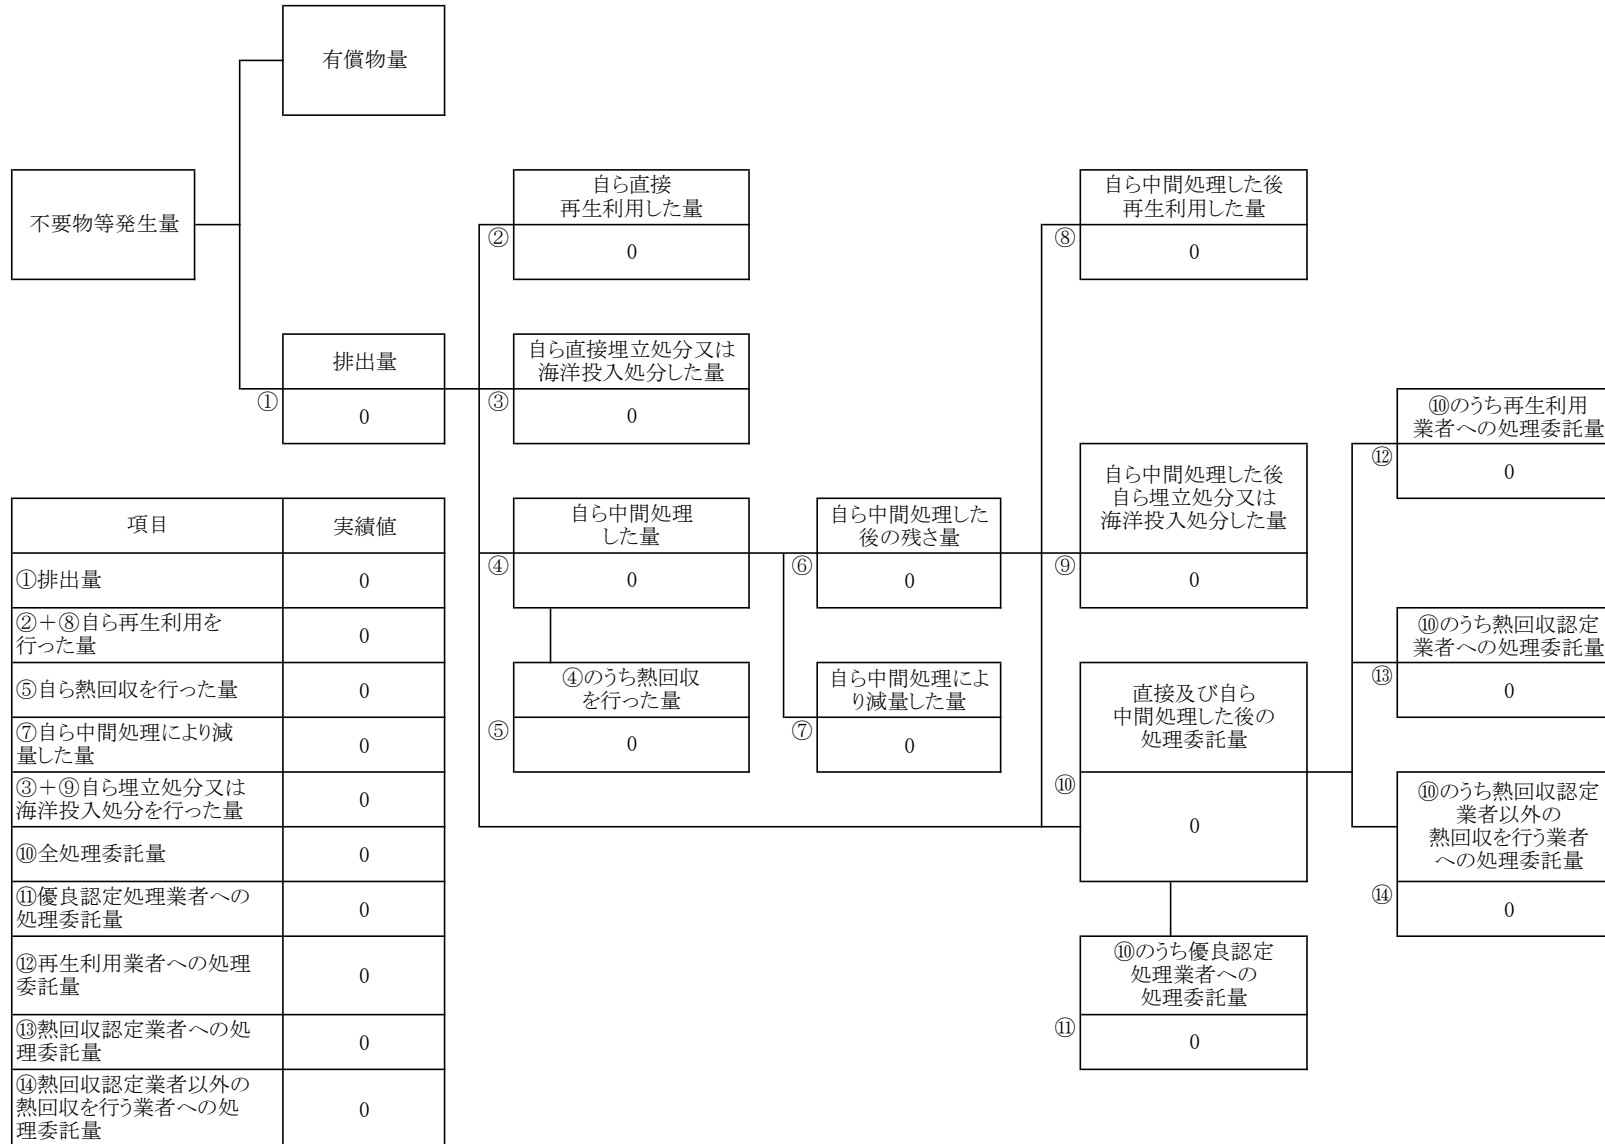 有償物量
不要物等発生量
自ら直接
再生利用した量
②
0
自ら中間処理した後
再生利用した量
⑧
0
排出量
①
0
自ら直接埋立処分又は
海洋投入処分した量
③
0
⑩のうち再生利用
業者への処理委託量
⑫
0
自ら中間処理
した量
④
0
自ら中間処理した
後の残さ量
⑥
0
自ら中間処理した後
自ら埋立処分又は
海洋投入処分した量
⑨
0
⑩のうち熱回収認定
業者への処理委託量
⑬
0
④のうち熱回収
を行った量
⑤
0
自ら中間処理によ
り減量した量
⑦
0
直接及び自ら
中間処理した後の
処理委託量
⑩
0
⑩のうち熱回収認定
業者以外の
熱回収を行う業者
への処理委託量
⑭
0
⑩のうち優良認定
処理業者への
処理委託量
⑪
0
項目 実績値
①排出量 0
②＋⑧自ら再生利用を
行った量 0
⑤自ら熱回収を行った量 0
⑦自ら中間処理により減
量した量 0
③＋⑨自ら埋立処分又は
海洋投入処分を行った量 0
⑩全処理委託量 0
⑪優良認定処理業者への
処理委託量 0
⑫再生利用業者への処理
委託量 0
⑬熱回収認定業者への処
理委託量 0
⑭熱回収認定業者以外の
熱回収を行う業者への処
理委託量 0